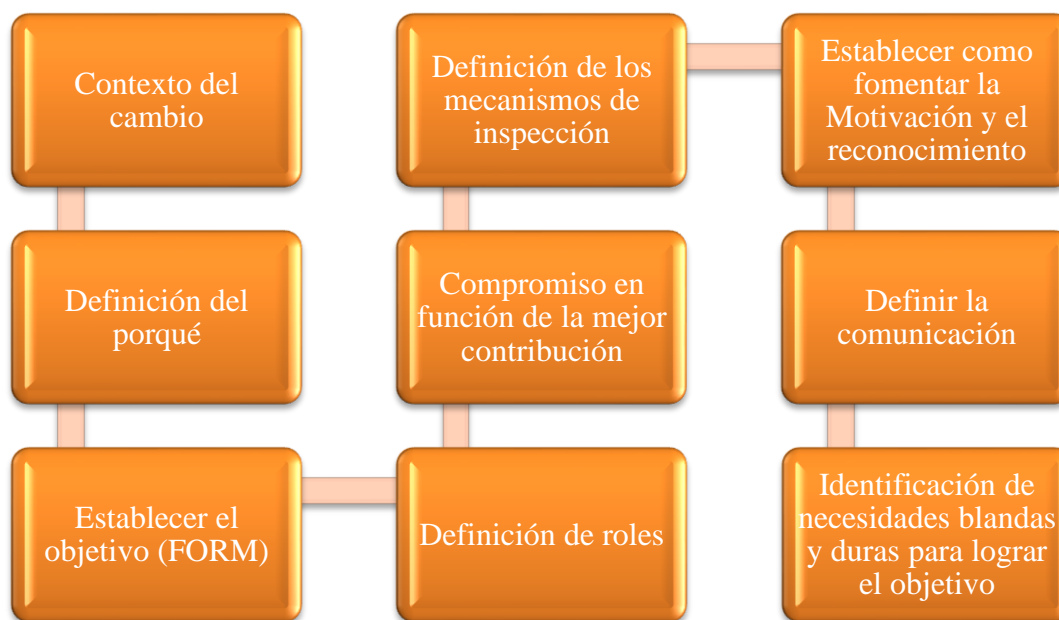 Contexto del
cambio
Definición del
porqué
Establecer el
objetivo (FORM)
Definición de roles
Compromiso en
función de la mejor
contribución
Definición de los
mecanismos de
inspección
Establecer como
fomentar la
Motivación y el
reconocimiento
Definir la
comunicación
Identificación de
necesidades blandas
y duras para lograr
el objetivo